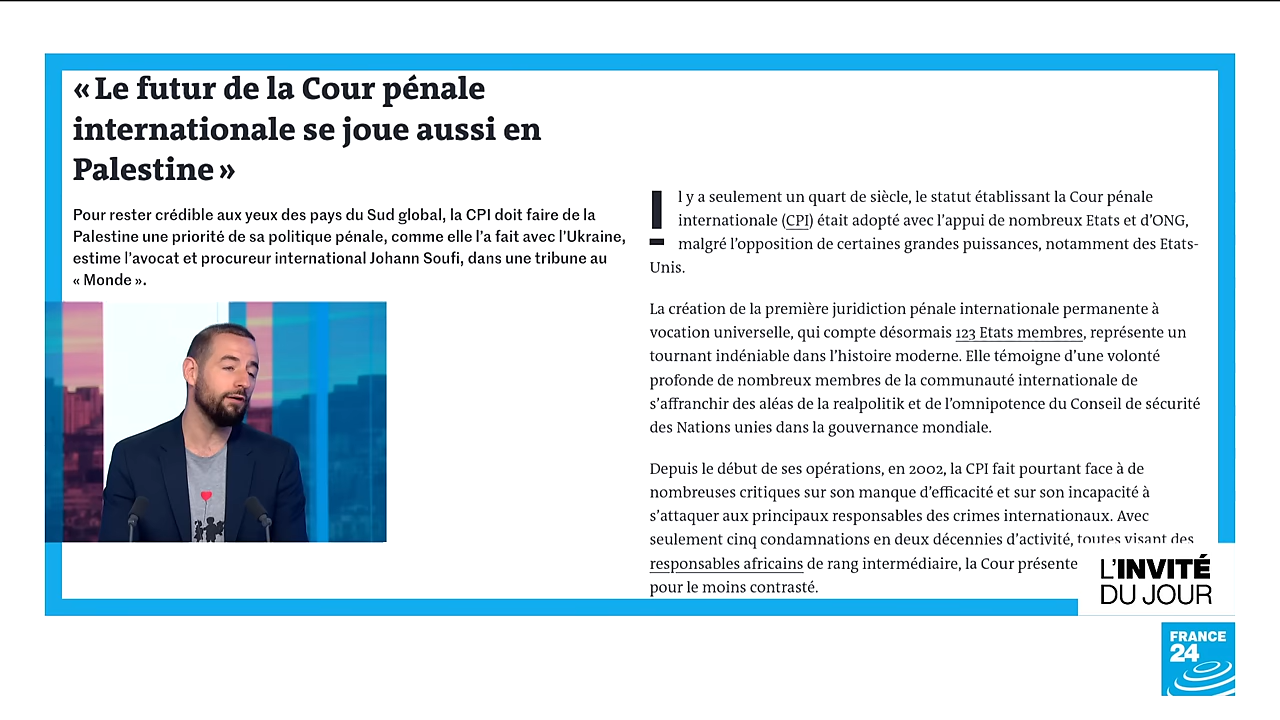 « Le futur de la Cour pénale
internationale se joue aussi en
Palestine »
Pour rester crédible aux yeux des pays du Sud global, la CPI doit faire de la
Palestine une priorité de sa politique pénale, comme elle l’a fait avec l’Ukraine,
estime l’avocat et procureur international Johann Soufi, dans une tribune au
« Monde ».
Il y a seulement un quart de siècle, le statut établissant la Cour pénale
internationale (CPI) était adopté avec l’appui de nombreux Etats et d’ONG,
malgré l’opposition de certaines grandes puissances, notamment des Etats-
Unis.
La création de la première juridiction pénale internationale permanente à
vocation universelle, qui compte désormais 123 Etats membres, représente un
tournant indéniable dans l’histoire moderne. Elle témoigne d’une volonté
profonde de nombreux membres de la communauté internationale de
s’affranchir des aléas de la realpolitik et de l’omnipotence du Conseil de sécurité
des Nations unies dans la gouvernance mondiale.
Depuis le début de ses opérations, en 2002, la CPI fait pourtant face à de
nombreuses critiques sur son manque d’efficacité et sur son incapacité à
s’attaquer aux principaux responsables des crimes internationaux. Avec
seulement cinq condamnations en deux décennies d’activité, toutes visant des
responsables africains de rang intermédiaire, la Cour présente
pour le moins contrasté.
L’INVITÉ
DU JOUR
FRANCE
24